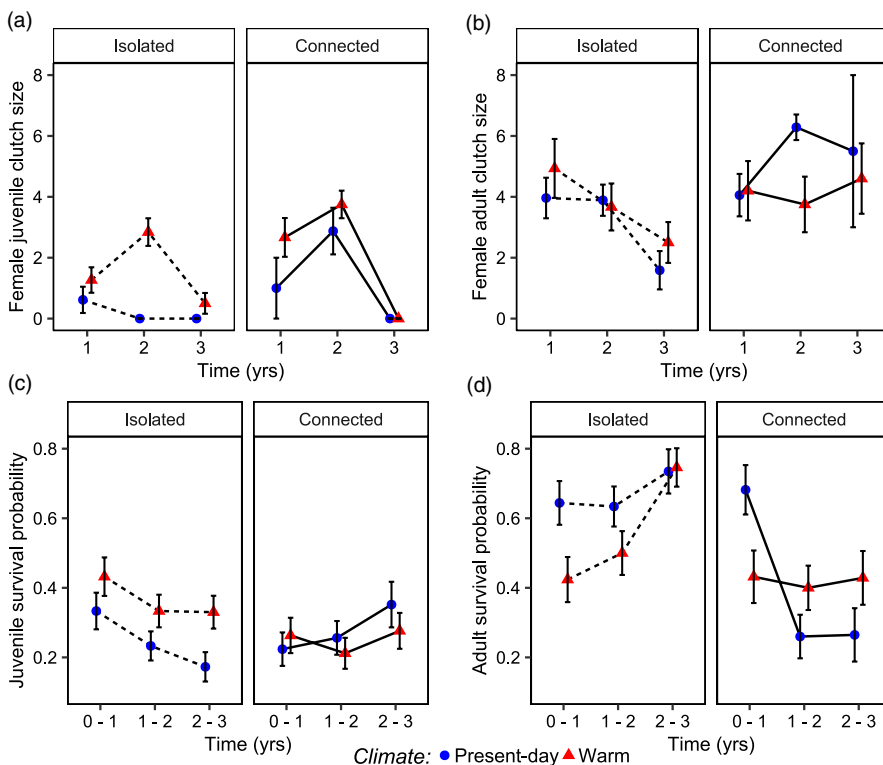 (a)
Isolated
Connected
Female juvenile clutch size
8
6
4
2
0
1 2 3
1 2 3
Time (yrs)
(b)
Isolated
Connected
Female adult clutch size
8
6
4
2
0
1 2 3
1 2 3
Time (yrs)
(c)
Isolated
Connected
Juvenile survival probability
0.8
0.6
0.4
0.2
0 - 1 1 - 2 2 - 3
0 - 1 1 - 2 2 - 3
Time (yrs)
(d)
Isolated
Connected
Adult survival probability
0.8
0.6
0.4
0.2
0 - 1 1 - 2 2 - 3
0 - 1 1 - 2 2 - 3
Time (yrs)
Climate: Present-day Warm